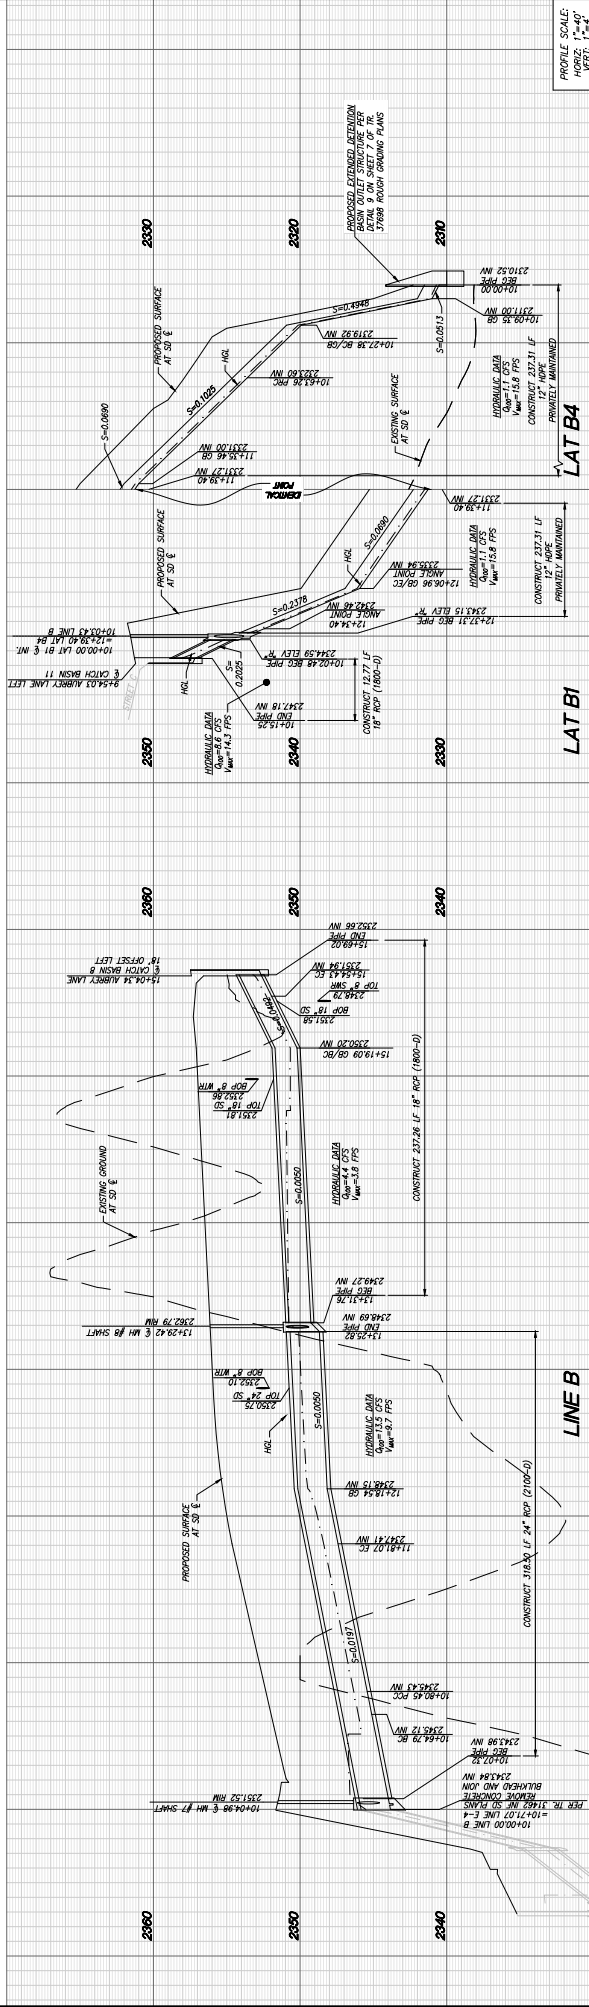 PROFILE SCALE:
HORIZ: 1"=40'
VERT: 1"=4'
LINE B
2360
2350
2340
2360
2350
2340
10+00.00 LINE B
=10+71.07 LINE E-4
PER TR. 31462 INF SD PLANS
REMOVE CONCRETE
BULKHEAD AND JOIN
2343.84 INV
10+04.98 ℄ MH #7 SHAFT
2351.52 RIM
10+07.32
BEG PIPE
2343.98 INV
10+64.79 BC
2345.12 INV
10+80.45 PCC
2345.43 INV
S=0.0197
11+81.07 EC
2347.41 INV
12+18.54 GB
2348.15 INV
PROPOSED SURFACE
AT SD ℄
HGL
S=0.0050
HYDRAULIC DATA
Q100=13.5 CFS
VMAX=9.7 FPS
TOP 24" SD
2350.75
BOP 8" WTR
2352.10
CONSTRUCT 318.50 LF 24" RCP (2100-D)
13+25.82
END PIPE
2348.69 INV
13+29.42 ℄ MH #8 SHAFT
2362.79 RIM
13+31.76
BEG PIPE
2349.27 INV
EXISTING GROUND
AT SD ℄
S=0.0050
HYDRAULIC DATA
Q100=4.4 CFS
VMAX=3.8 FPS
TOP 18" SD
2351.81
BOP 8" WTR
2352.86
15+19.09 GB/BC
2350.20 INV
BOP 18" SD
2351.58
TOP 8" SWR
2348.79
15+54.43 EC
2351.94 INV
15+69.02
END PIPE
2352.66 INV
15+04.34 AUBREY LANE
℄ CATCH BASIN 8
18' OFFSET LEFT
CONSTRUCT 237.26 LF 18" RCP (1800-D)
LAT B1
2350
2340
2330
STREET C
9+54.03 AUBREY LANE LEFT
℄ CATCH BASIN 11
10+00.00 LAT B1 ℄ INT.
=12+39.40 LAT B4
10+03.43 LINE B
HGL
S=
0.2025
10+15.25
END PIPE
2347.18 INV
HYDRAULIC DATA
Q100=8.6 CFS
VMAX=14.3 FPS
10+02.48 BEG PIPE
2344.59 ELEV "R"
CONSTRUCT 12.77 LF
18" RCP (1800-D)
PROPOSED SURFACE
AT SD ℄
S=0.2378
12+37.31 BEG PIPE
2343.15 ELEV "R"
12+34.40
ANGLE POINT
2342.46 INV
12+06.96 GB/EC
ANGLE POINT
2335.94 INV
HGL
S=0.0690
11+39.40
2331.27 INV
HYDRAULIC DATA
Q100=1.1 CFS
VMAX=15.8 FPS
CONSTRUCT 237.31 LF
12" HDPE
PRIVATELY MAINTAINED
IDENTICAL
POINT
LAT B4
2330
2320
2310
S=0.0690
PROPOSED SURFACE
AT SD ℄
11+39.40
2331.27 INV
11+35.46 GB
2331.00 INV
S=0.1025
HGL
10+63.26 PRC
2323.60 INV
10+27.38 BC/GB
2319.92 INV
S=0.4948
EXISTING SURFACE
AT SD ℄
S=0.0513
10+09.35 GB
2311.00 INV
10+00.00
BEG PIPE
2310.52 INV
PROPOSED EXTENDED DETENTION
BASIN OUTLET STRUCTURE PER
DETAIL 9 ON SHEET 7 OF TR.
37698 ROUGH GRADING PLANS
HYDRAULIC DATA
Q100=1.1 CFS
VMAX=15.8 FPS
CONSTRUCT 237.31 LF
12" HDPE
PRIVATELY MAINTAINED